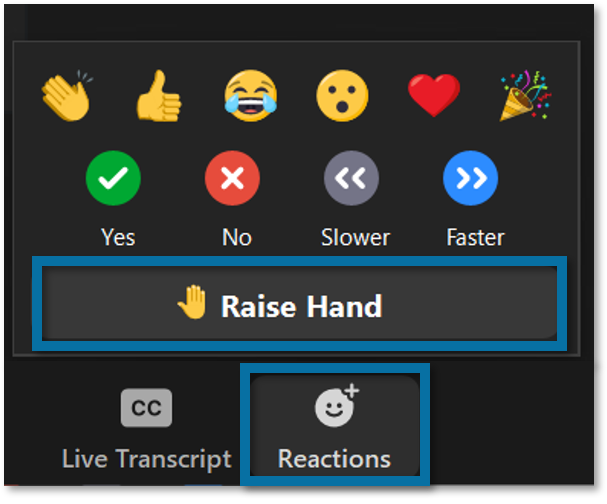 Yes No Slower Faster
Raise Hand
CC
Live Transcript Reactions